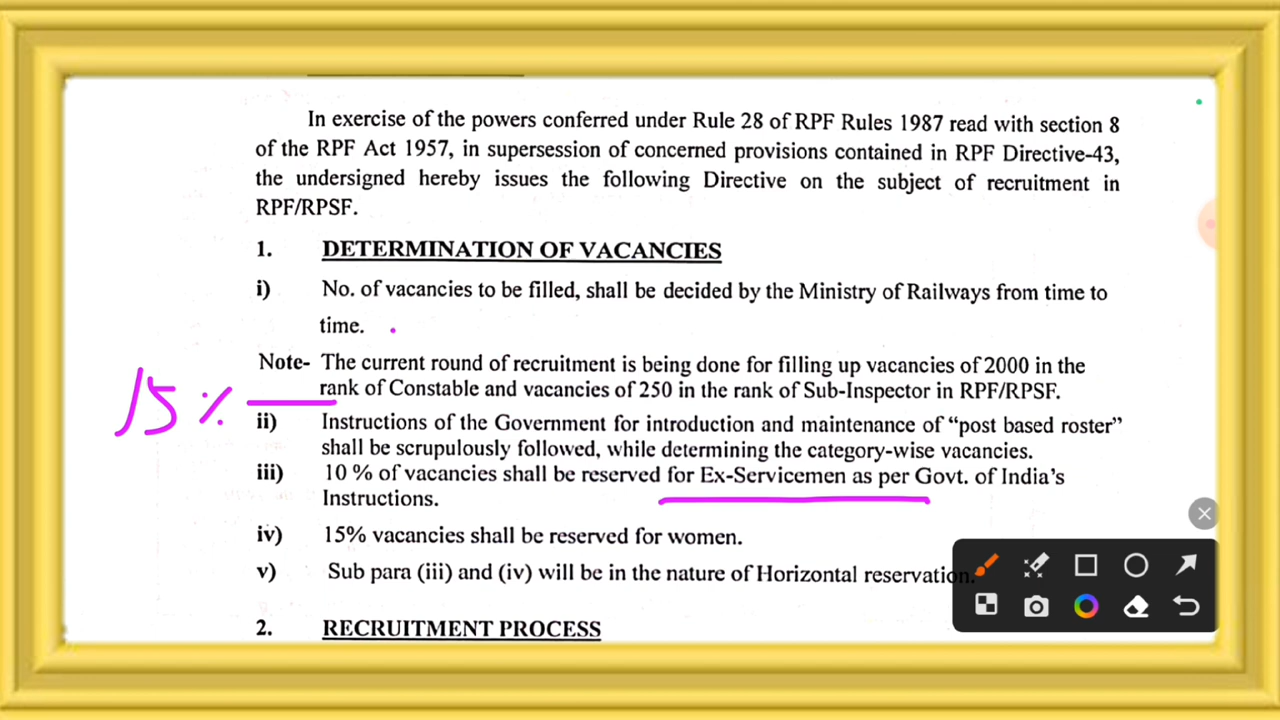 In exercise of the powers conferred under Rule 28 of RPF Rules 1987 read with section 8
of the RPF Act 1957, in supersession of concerned provisions contained in RPF Directive-43,
the undersigned hereby issues the following Directive on the subject of recruitment in
RPF/RPSF.
1. DETERMINATION OF VACANCIES
i) No. of vacancies to be filled, shall be decided by the Ministry of Railways from time to
time.
Note- The current round of recruitment is being done for filling up vacancies of 2000 in the
rank of Constable and vacancies of 250 in the rank of Sub-Inspector in RPF/RPSF.
15%
ii) Instructions of the Government for introduction and maintenance of “post based roster”
shall be scrupulously followed, while determining the category-wise vacancies.
iii) 10 % of vacancies shall be reserved for Ex-Servicemen as per Govt. of India’s
Instructions.
iv) 15% vacancies shall be reserved for women.
v) Sub para (iii) and (iv) will be in the nature of Horizontal reservation.
2. RECRUITMENT PROCESS